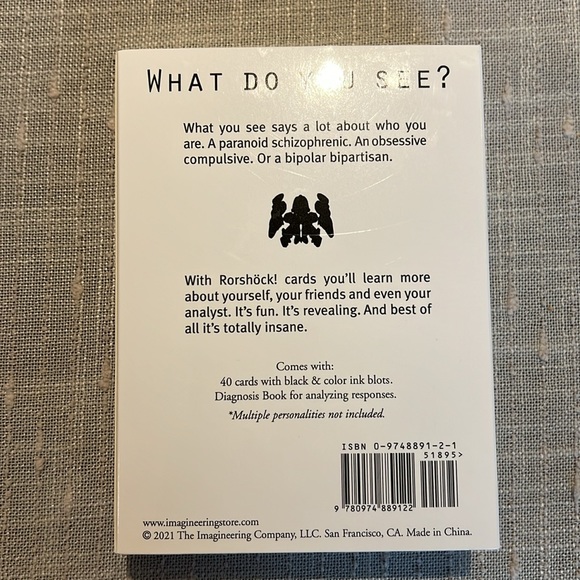 WHAT DO YOU SEE?
What you see says a lot about who you
are. A paranoid schizophrenic. An obsessive
compulsive. Or a bipolar bipartisan.
With Rorshöck! cards you'll learn more
about yourself, your friends and even your
analyst. It's fun. It's revealing. And best of
all it's totally insane.
Comes with:
40 cards with black & color ink blots.
Diagnosis Book for analyzing responses.
*Multiple personalities not included.
ISBN 0-9748891-2-1
51895>
9 780974 889122
www.imagineeringstore.com
© 2021 The Imagineering Company, LLC. San Francisco, CA. Made in China.